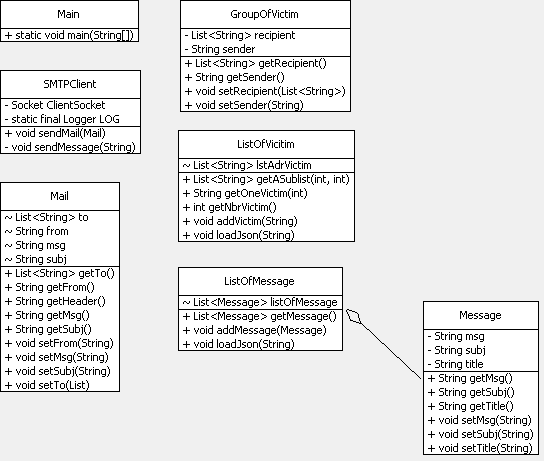 Main
+ static void main(String[])
SMTPClient
- Socket ClientSocket
- static final Logger LOG
+ void sendMail(Mail)
- void sendMessage(String)
Mail
~ List<String> to
~ String from
~ String msg
~ String subj
+ List<String> getTo()
+ String getFrom()
+ String getHeader()
+ String getMsg()
+ String getSubj()
+ void setFrom(String)
+ void setMsg(String)
+ void setSubj(String)
+ void setTo(List)
GroupOfVictim
- List<String> recipient
- String sender
+ List<String> getRecipient()
+ String getSender()
+ void setRecipient(List<String>)
+ void setSender(String)
ListOfVicitim
~ List<String> lstAdrVictim
+ List<String> getASublist(int, int)
+ String getOneVictim(int)
+ int getNbrVictim()
+ void addVictim(String)
+ void loadJson(String)
ListOfMessage
~ List<Message> listOfMessage
+ List<Message> getMessage()
+ void addMessage(Message)
+ void loadJson(String)
Message
- String msg
- String subj
- String title
+ String getMsg()
+ String getSubj()
+ String getTitle()
+ void setMsg(String)
+ void setSubj(String)
+ void setTitle(String)